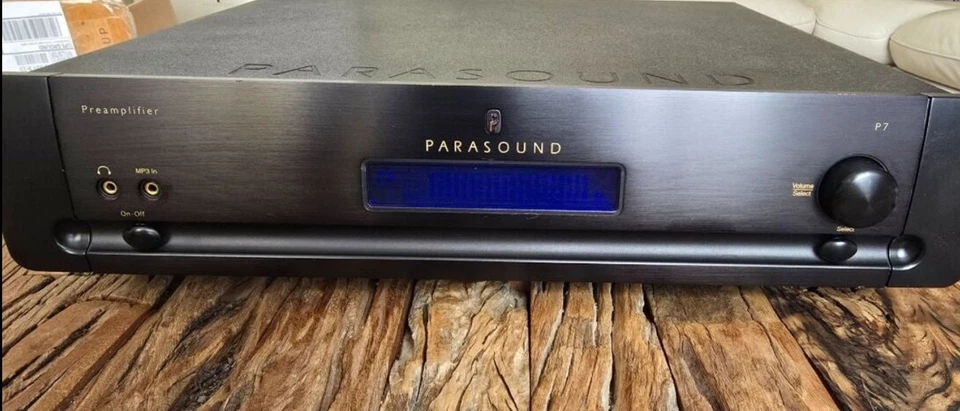 PARASOUND
Preamplifier
P7
PARASOUND
MP3 In
Volume
Select
On-Off
Select